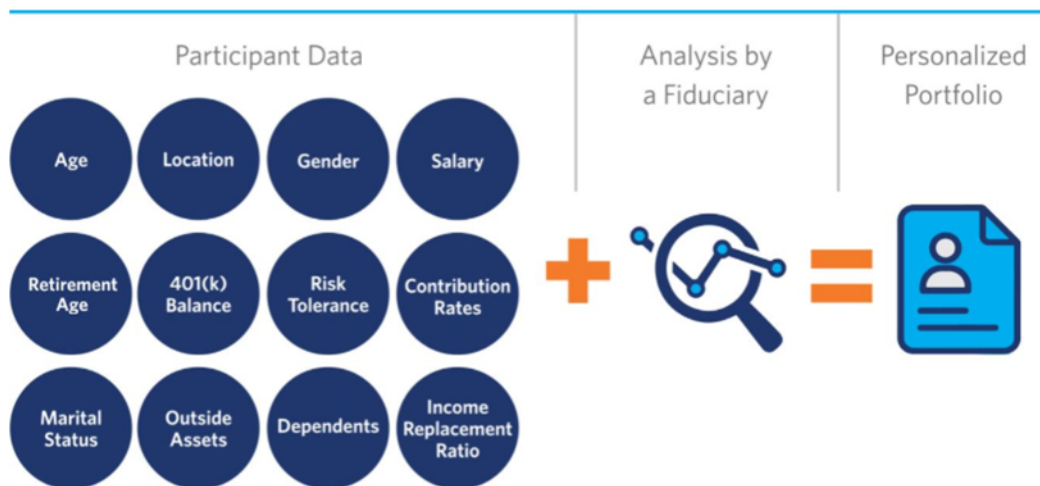 Participant Data
Analysis by
a Fiduciary
Personalized
Portfolio
Age
Location
Gender
Salary
Retirement
Age
401(k)
Balance
Risk
Tolerance
Contribution
Rates
Marital
Status
Outside
Assets
Dependents
Income
Replacement
Ratio